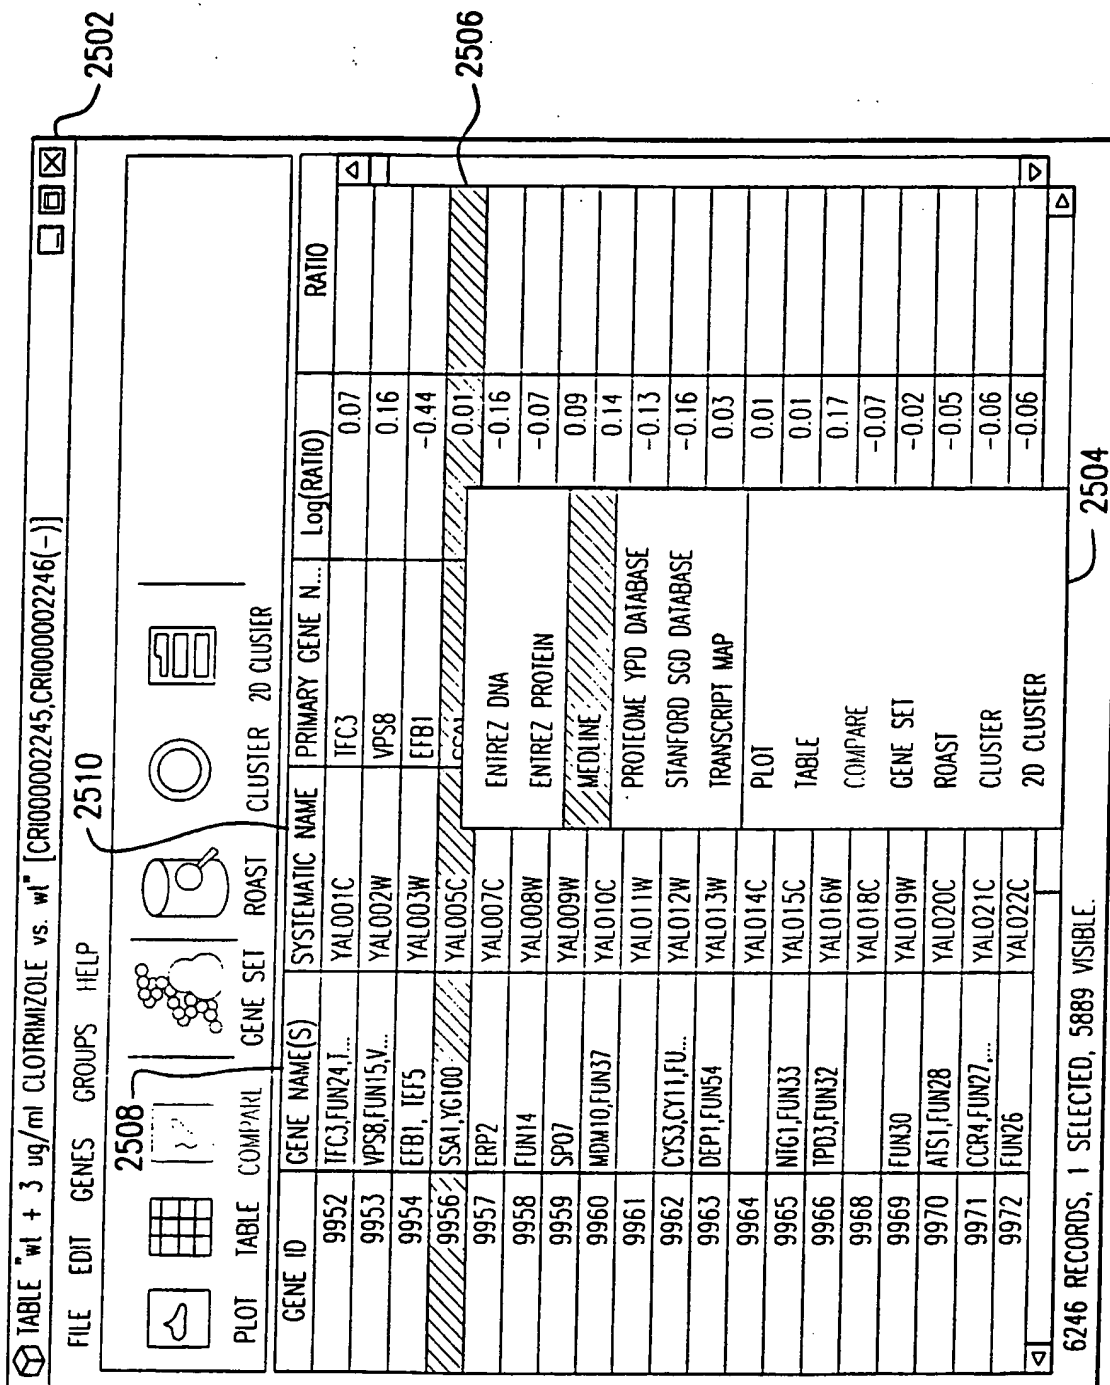 TABLE "wt + 3 ug/ml CLOTRIMIZOLE vs. wt" [CRI0000002245,CRI0000002246(-)]
2502
FILE EDIT GENES GROUPS HELP
2510
2508
PLOT TABLE COMPARE GENE SET ROAST CLUSTER 2D CLUSTER
GENE ID GENE NAME(S) SYSTEMATIC NAME PRIMARY GENE N... Log(RATIO) RATIO
9952 TFC3,FUN24,T... YAL001C TFC3 0.07
9953 VPS8,FUN15,V... YAL002W VPS8 0.16
9954 EFB1, TEF5 YAL003W EFB1 -0.44
9956 SSA1,YG100 YAL005C SSA1 0.01
2506
9957 ERP2 YAL007C -0.16
9958 FUN14 YAL008W -0.07
9959 SPO7 YAL009W 0.09
9960 MDM10,FUN37 YAL010C 0.14
9961 YAL011W -0.13
9962 CYS3,CY11,FU... YAL012W -0.16
9963 DEP1,FUN54 YAL013W 0.03
9964 YAL014C 0.01
9965 NTG1,FUN33 YAL015C 0.01
9966 TPD3,FUN32 YAL016W 0.17
9968 YAL018C -0.07
9969 FUN30 YAL019W -0.02
9970 ATS1,FUN28 YAL020C -0.05
9971 CCR4,FUN27,... YAL021C -0.06
9972 FUN26 YAL022C -0.06
ENTREZ DNA
ENTREZ PROTEIN
MEDLINE
PROTEOME YPD DATABASE
STANFORD SGD DATABASE
TRANSCRIPT MAP
PLOT
TABLE
COMPARE
GENE SET
ROAST
CLUSTER
2D CLUSTER
2504
6246 RECORDS, 1 SELECTED, 5889 VISIBLE.